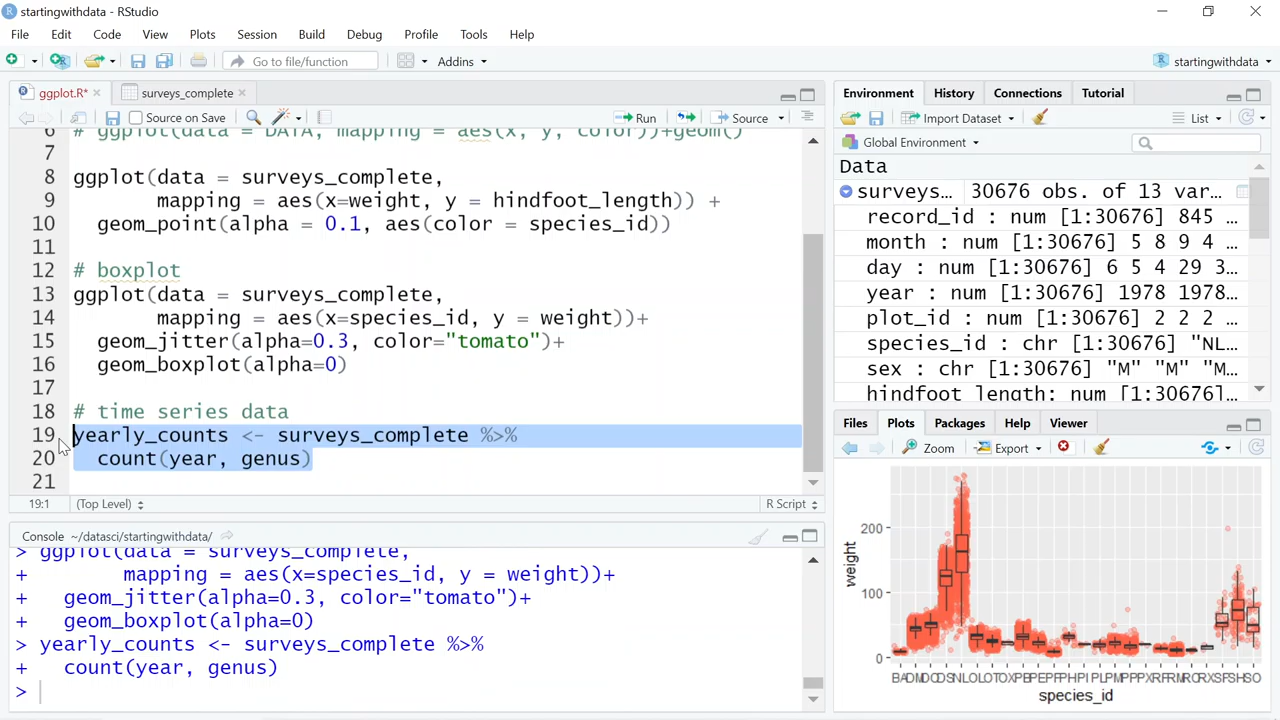 startingwithdata - RStudio
File Edit Code View Plots Session Build Debug Profile Tools Help
Go to file/function Addins startingwithdata
ggplot.R* surveys_complete
Source on Save Run Source
6 # ggplot(data = DATA, mapping = aes(x, y, color))+geom()
7
8 ggplot(data = surveys_complete,
9 mapping = aes(x=weight, y = hindfoot_length)) +
10 geom_point(alpha = 0.1, aes(color = species_id))
11
12 # boxplot
13 ggplot(data = surveys_complete,
14 mapping = aes(x=species_id, y = weight))+
15 geom_jitter(alpha=0.3, color="tomato")+
16 geom_boxplot(alpha=0)
17
18 # time series data
19 yearly_counts <- surveys_complete %>%
20 count(year, genus)
21
19:1 (Top Level) R Script
Console ~/datasci/startingwithdata/
> ggplot(data = surveys_complete,
+ mapping = aes(x=species_id, y = weight))+
+ geom_jitter(alpha=0.3, color="tomato")+
+ geom_boxplot(alpha=0)
> yearly_counts <- surveys_complete %>%
+ count(year, genus)
>
Environment History Connections Tutorial
Import Dataset List
Global Environment
Data
surveys… 30676 obs. of 13 var…
record_id : num [1:30676] 845 …
month : num [1:30676] 5 8 9 4 …
day : num [1:30676] 6 5 4 29 3…
year : num [1:30676] 1978 1978…
plot_id : num [1:30676] 2 2 2 …
species_id : chr [1:30676] "NL…
sex : chr [1:30676] "M" "M" "M…
hindfoot_length: num [1:30676]…
Files Plots Packages Help Viewer
Zoom Export
200
100
0
weight
species_id